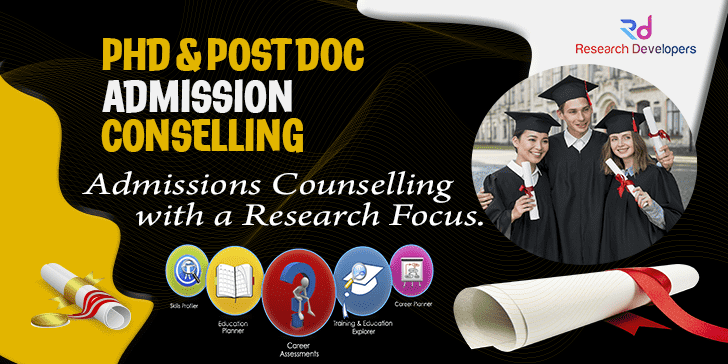 Rd
Research Developers
PHD & POST DOC
ADMISSION
CONSELLING
Admissions Counselling
with a Research Focus.
Skills Profiler
Education
Planner
Career
Assessments
Training & Education
Explorer
Career Planner